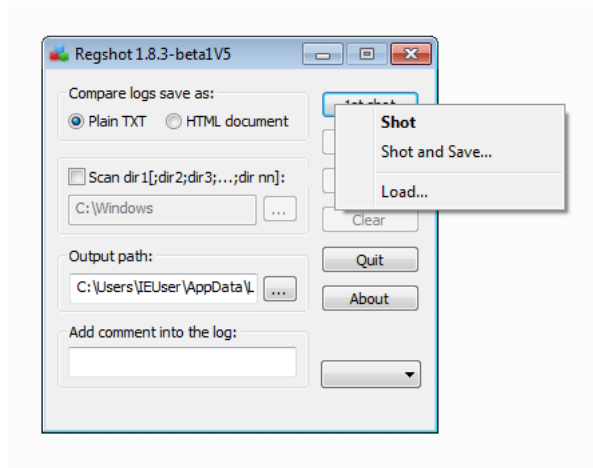 Regshot 1.8.3-beta1V5
Compare logs save as:
Plain TXT HTML document
1st shot
Shot
Shot and Save...
Load...
Scan dir1[;dir2;dir3;...;dir nn]:
C:\Windows
...
Clear
Output path:
Quit
C:\Users\IEUser\AppData\L
...
About
Add comment into the log: